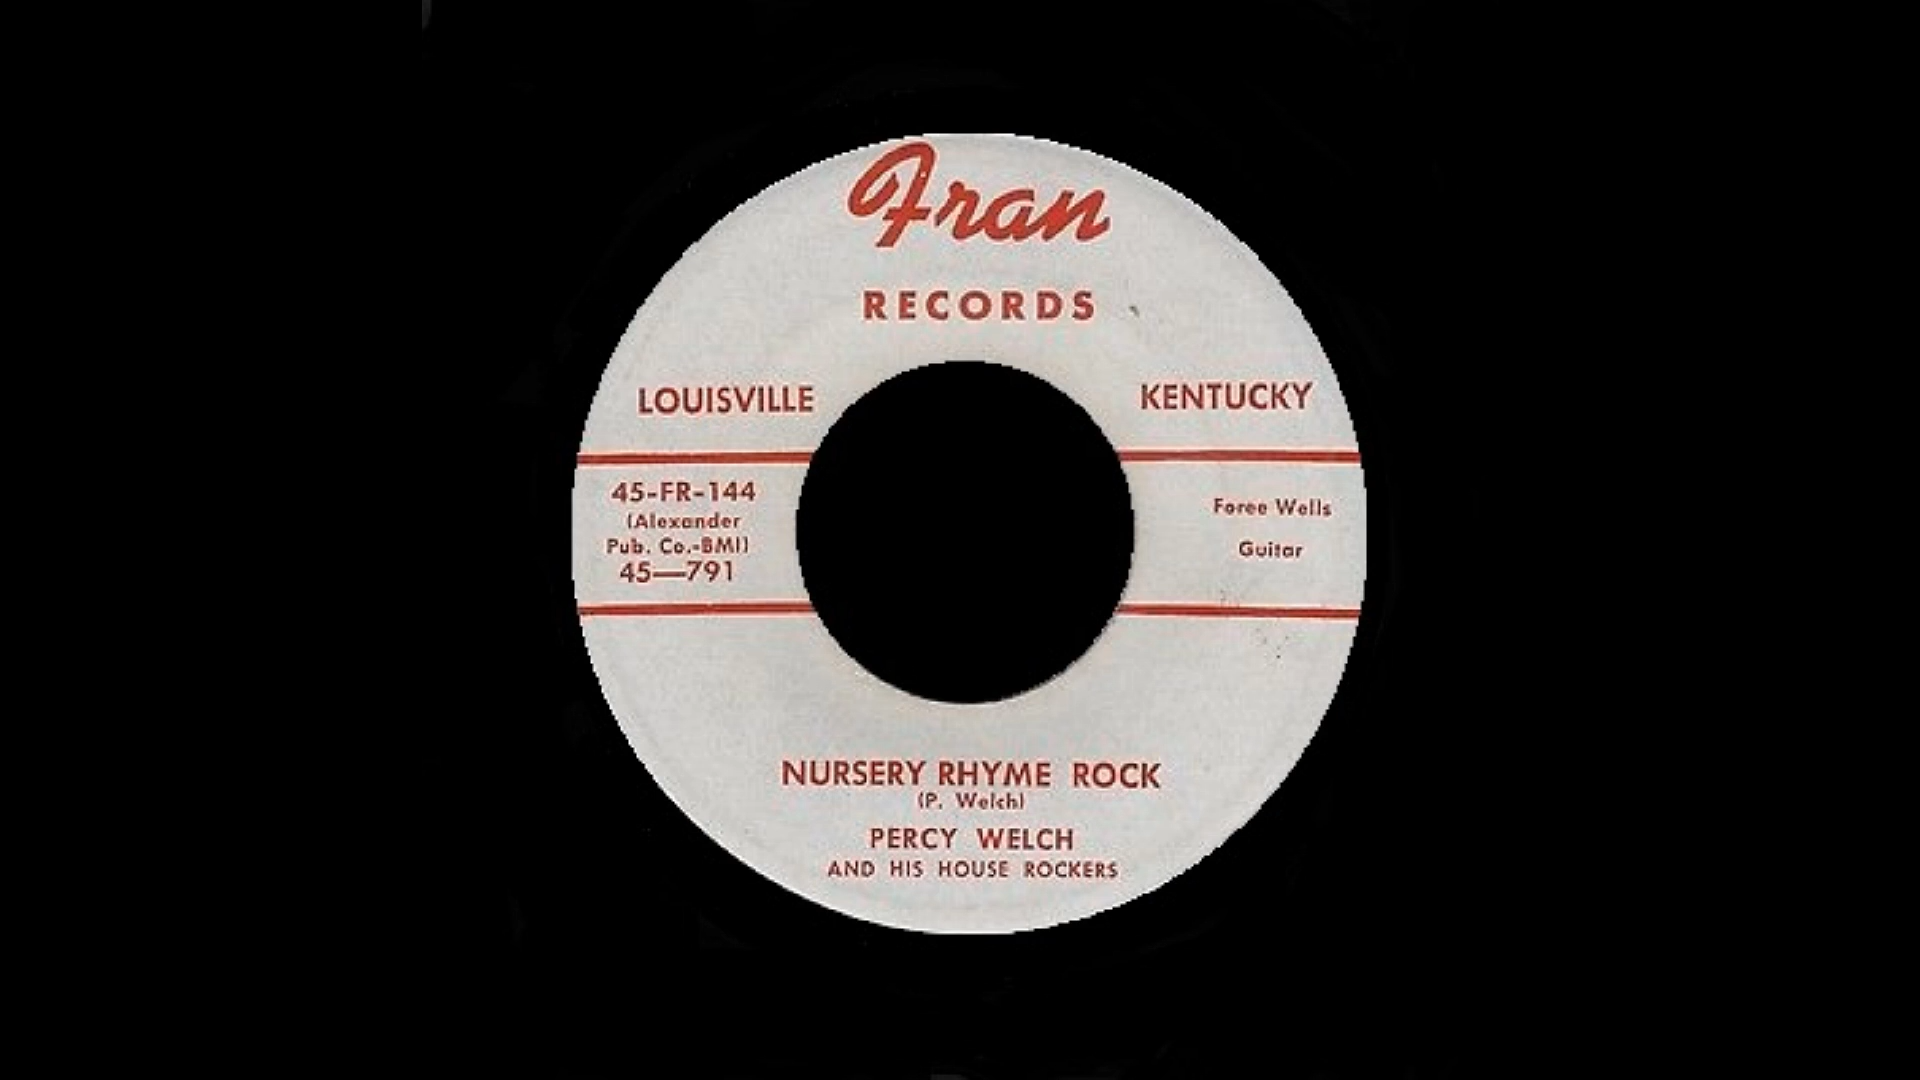 Fran
RECORDS
LOUISVILLE KENTUCKY
45-FR-144
(Alexander
Pub. Co.-BMI)
45—791
Foree Wells
Guitar
NURSERY RHYME ROCK
(P. Welch)
PERCY WELCH
AND HIS HOUSE ROCKERS